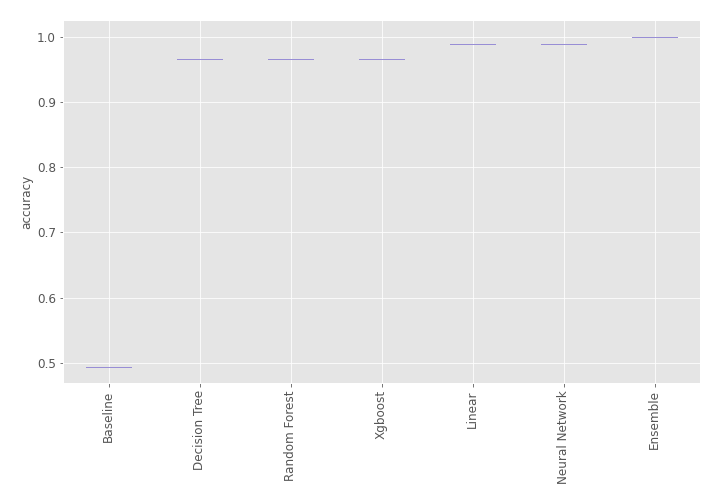 1.0
0.9
0.8
0.7
0.6
0.5
accuracy
Baseline
Decision Tree
Random Forest
Xgboost
Linear
Neural Network
Ensemble